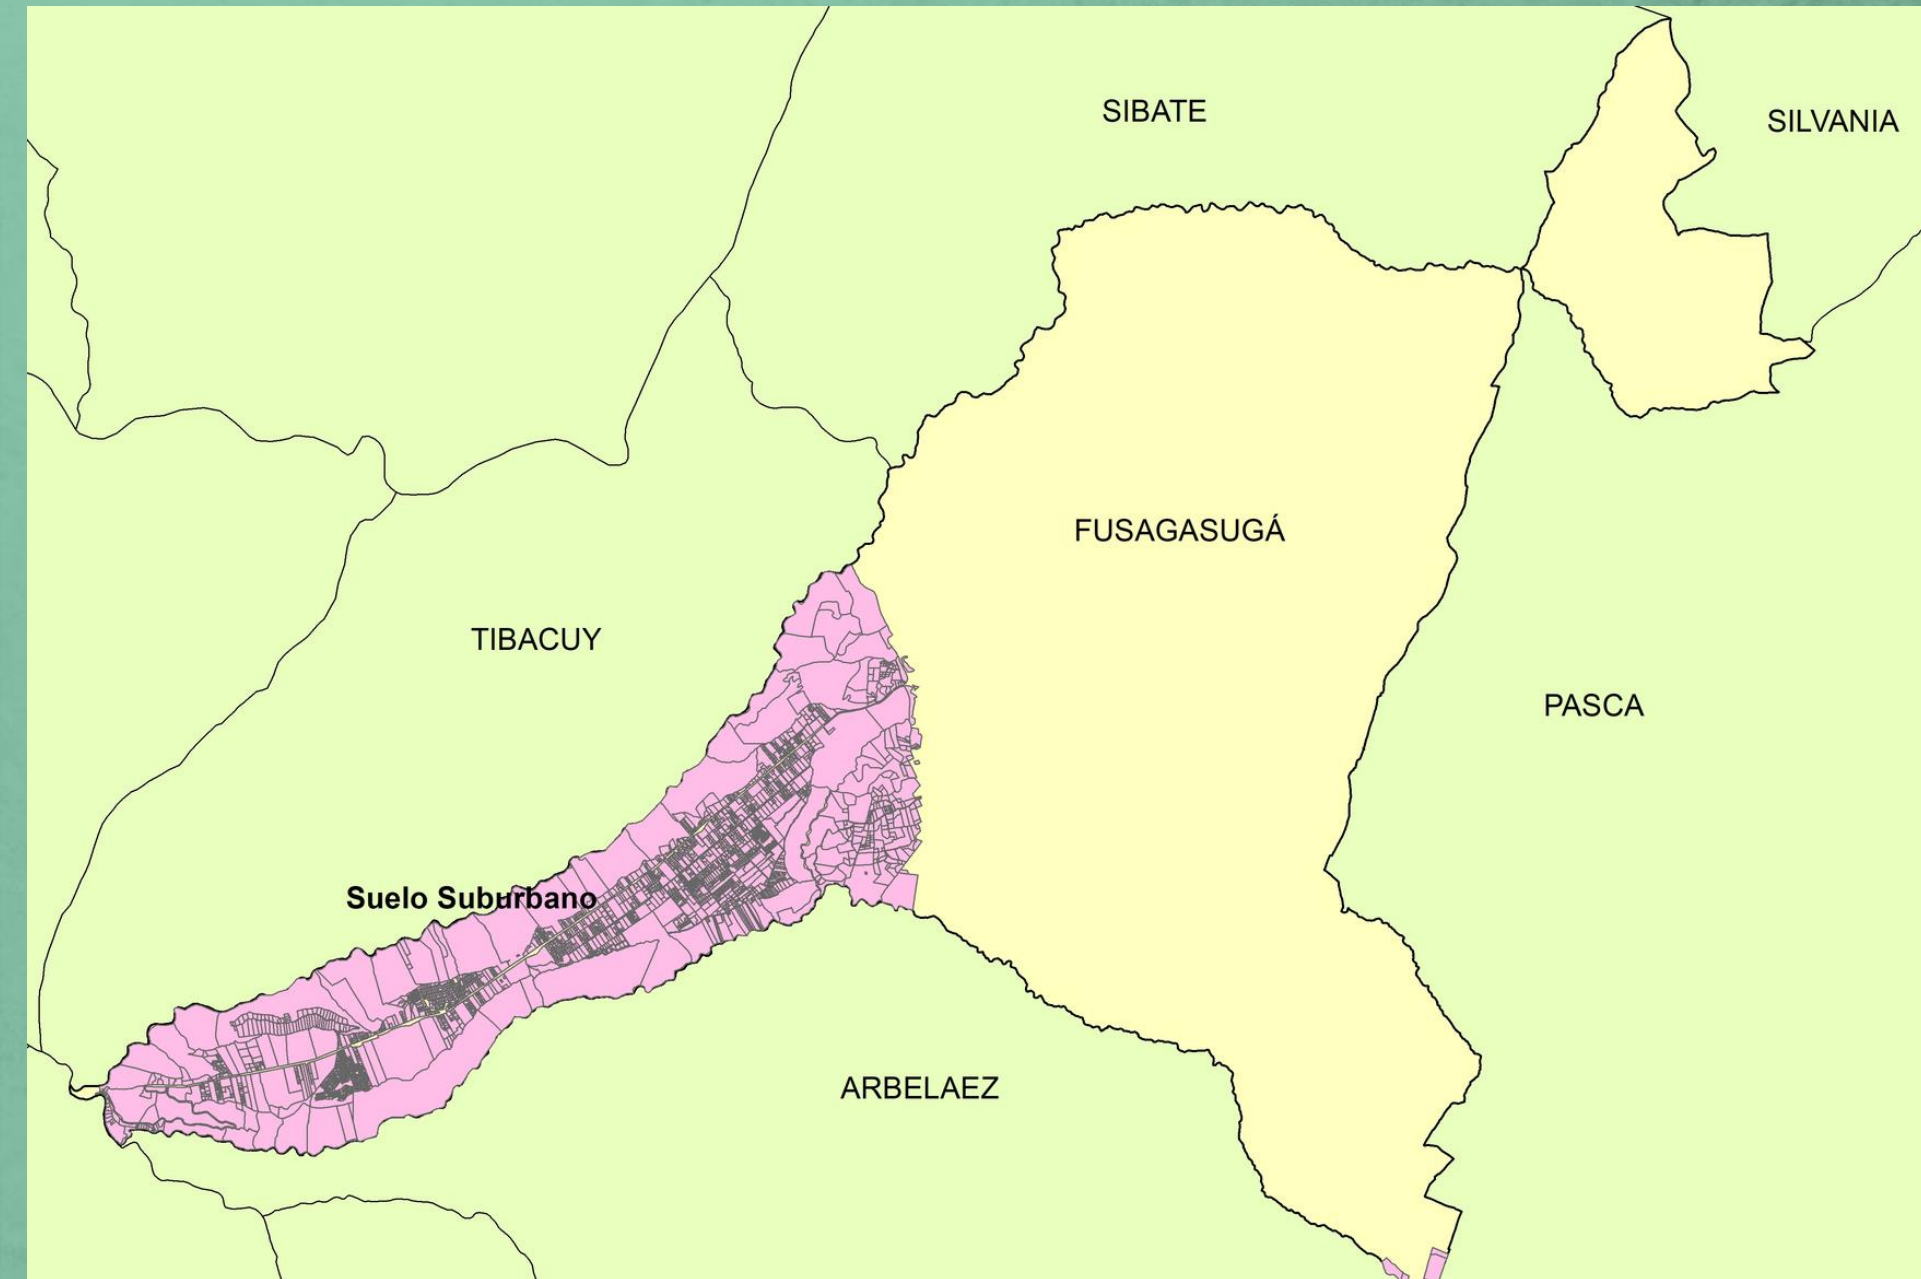 SIBATE
SILVANIA
FUSAGASUGÁ
TIBACUY
PASCA
Suelo Suburbano
ARBELAEZ